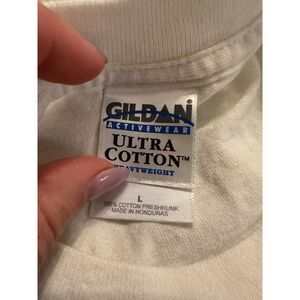 GILDAN
ACTIVEWEAR
ULTRA
COTTON™
HEAVYWEIGHT
L
100% COTTON PRESHRUNK
MADE IN HONDURAS